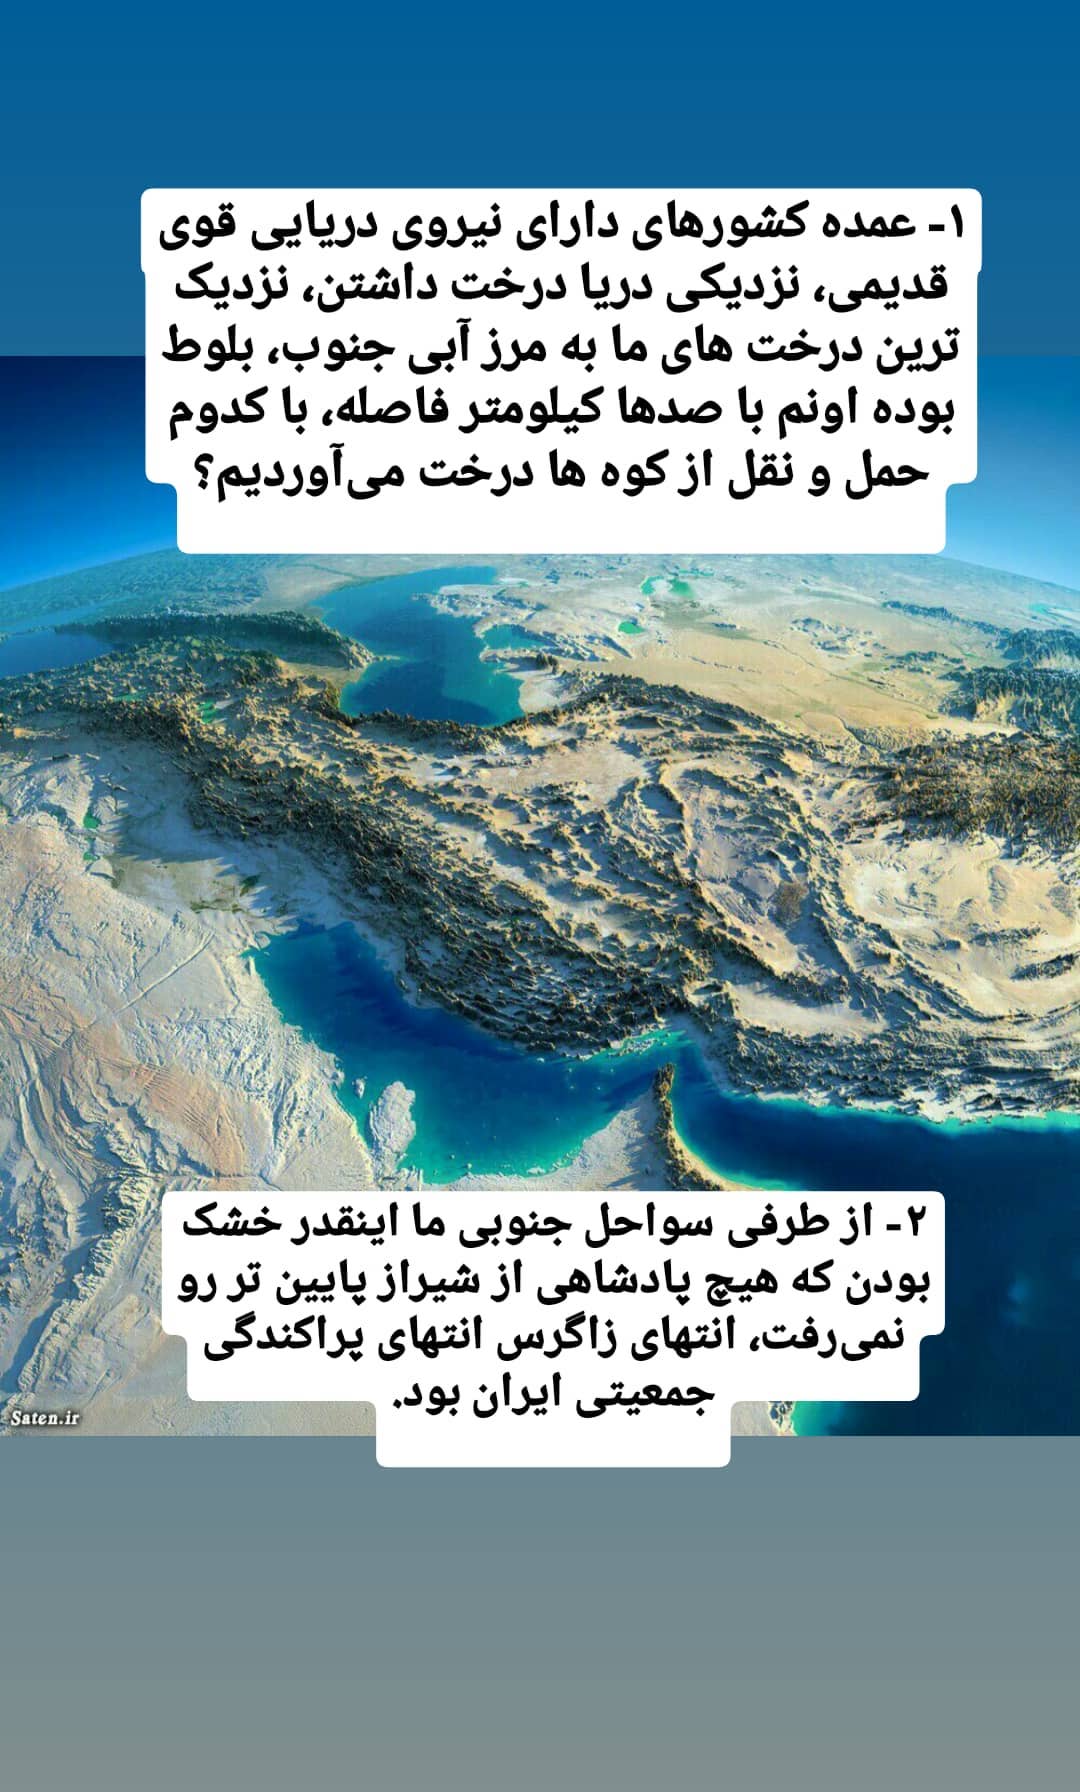 ۱- عمده کشورهای دارای نیروی دریایی قوی
قدیمی، نزدیکی دریا درخت داشتن، نزدیک
ترین درخت های ما به مرز آبی جنوب، بلوط
بوده اونم با صدها کیلومتر فاصله، با کدوم
حمل و نقل از کوه ها درخت می‌آوردیم؟
۲- از طرفی سواحل جنوبی ما اینقدر خشک
بودن که هیچ پادشاهی از شیراز پایین تر رو
نمی‌رفت، انتهای زاگرس انتهای پراکندگی
جمعیتی ایران بود.
Saten.ir